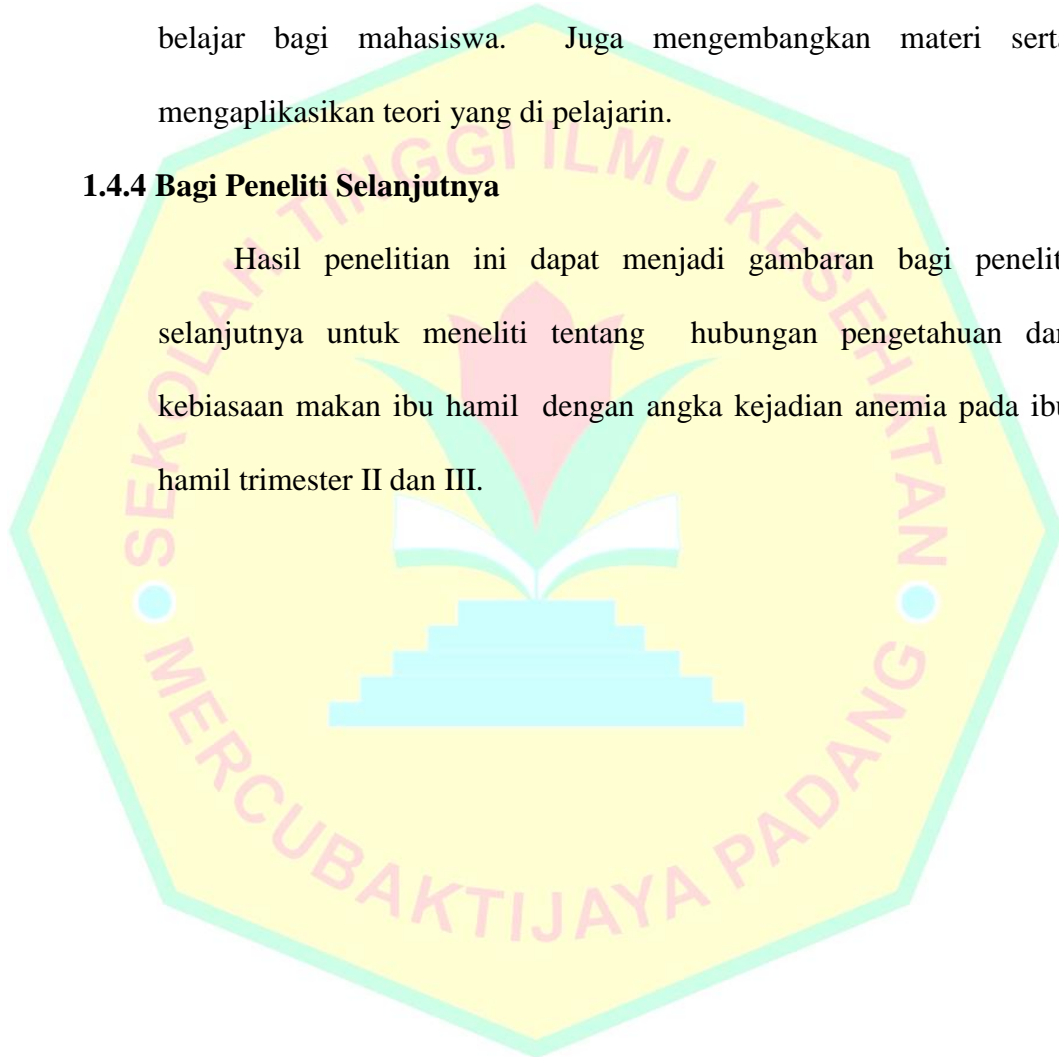 belajar bagi mahasiswa. Juga mengembangkan materi serta
mengaplikasikan teori yang di pelajarin.
1.4.4 Bagi Peneliti Selanjutnya
Hasil penelitian ini dapat menjadi gambaran bagi penelit
selanjutnya untuk meneliti tentang hubungan pengetahuan dan
kebiasaan makan ibu hamil dengan angka kejadian anemia pada ibu
hamil trimester II dan III.
SEKOLAH TINGGI ILMU KESEHATAN
MERCUBAKTIJAYA PADANG